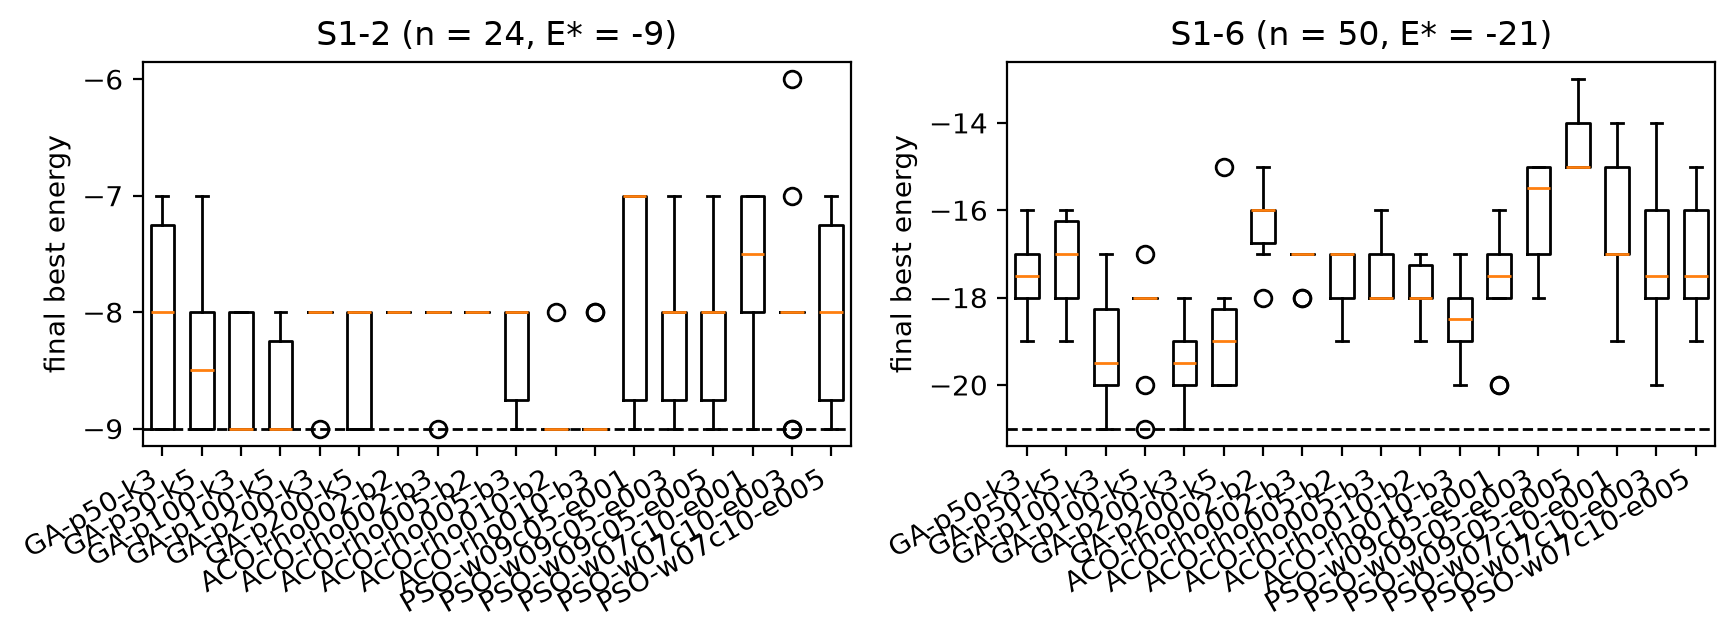 S1-2 (n = 24, E* = -9)
final best energy
−6
−7
−8
−9
GA-p50-k3
GA-p50-k5
GA-p100-k3
GA-p100-k5
GA-p200-k3
GA-p200-k5
ACO-rho002-b2
ACO-rho002-b3
ACO-rho005-b2
ACO-rho005-b3
ACO-rho010-b2
ACO-rho010-b3
PSO-w09c05-e001
PSO-w09c05-e003
PSO-w09c05-e005
PSO-w07c10-e001
PSO-w07c10-e003
PSO-w07c10-e005
S1-6 (n = 50, E* = -21)
final best energy
−14
−16
−18
−20
GA-p50-k3
GA-p50-k5
GA-p100-k3
GA-p100-k5
GA-p200-k3
GA-p200-k5
ACO-rho002-b2
ACO-rho002-b3
ACO-rho005-b2
ACO-rho005-b3
ACO-rho010-b2
ACO-rho010-b3
PSO-w09c05-e001
PSO-w09c05-e003
PSO-w09c05-e005
PSO-w07c10-e001
PSO-w07c10-e003
PSO-w07c10-e005